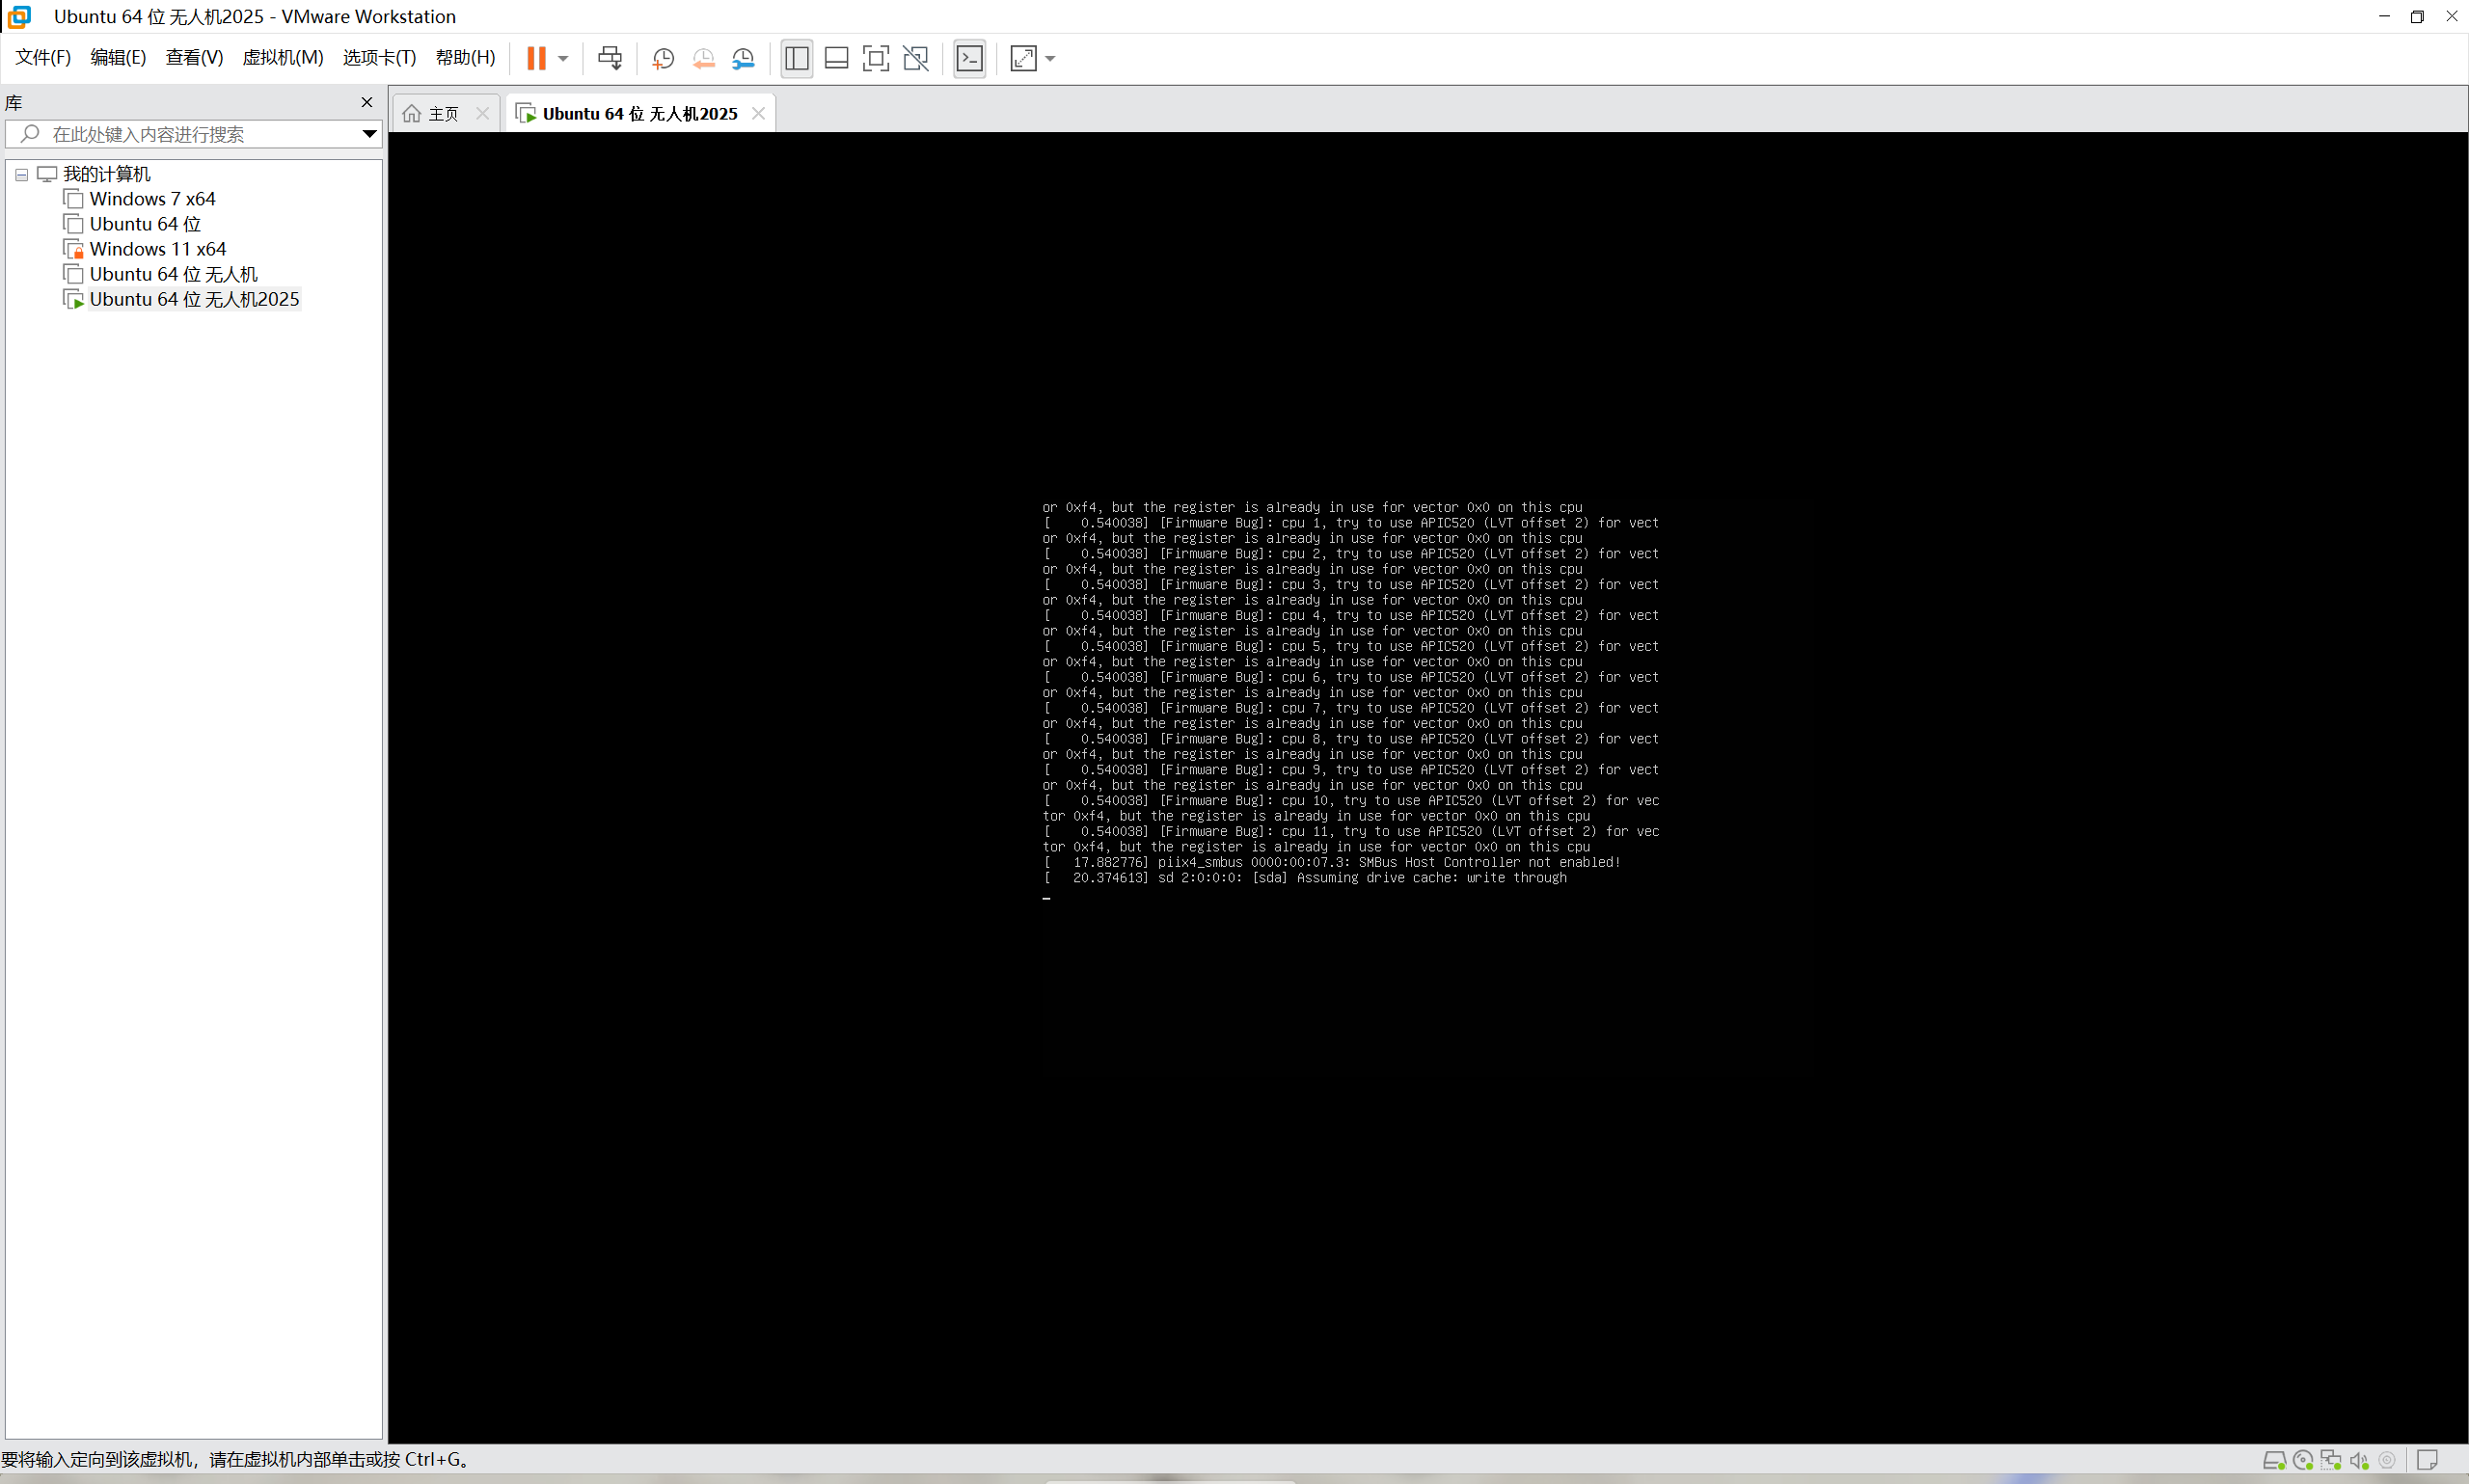 Ubuntu 64 位 无人机2025 - VMware Workstation
文件(F) 编辑(E) 查看(V) 虚拟机(M) 选项卡(T) 帮助(H)
库
在此处键入内容进行搜索
我的计算机
Windows 7 x64
Ubuntu 64 位
Windows 11 x64
Ubuntu 64 位 无人机
Ubuntu 64 位 无人机2025
主页
Ubuntu 64 位 无人机2025
or 0xf4, but the register is already in use for vector 0x0 on this cpu
[    0.540038] [Firmware Bug]: cpu 1, try to use APIC520 (LVT offset 2) for vect
or 0xf4, but the register is already in use for vector 0x0 on this cpu
[    0.540038] [Firmware Bug]: cpu 2, try to use APIC520 (LVT offset 2) for vect
or 0xf4, but the register is already in use for vector 0x0 on this cpu
[    0.540038] [Firmware Bug]: cpu 3, try to use APIC520 (LVT offset 2) for vect
or 0xf4, but the register is already in use for vector 0x0 on this cpu
[    0.540038] [Firmware Bug]: cpu 4, try to use APIC520 (LVT offset 2) for vect
or 0xf4, but the register is already in use for vector 0x0 on this cpu
[    0.540038] [Firmware Bug]: cpu 5, try to use APIC520 (LVT offset 2) for vect
or 0xf4, but the register is already in use for vector 0x0 on this cpu
[    0.540038] [Firmware Bug]: cpu 6, try to use APIC520 (LVT offset 2) for vect
or 0xf4, but the register is already in use for vector 0x0 on this cpu
[    0.540038] [Firmware Bug]: cpu 7, try to use APIC520 (LVT offset 2) for vect
or 0xf4, but the register is already in use for vector 0x0 on this cpu
[    0.540038] [Firmware Bug]: cpu 8, try to use APIC520 (LVT offset 2) for vect
or 0xf4, but the register is already in use for vector 0x0 on this cpu
[    0.540038] [Firmware Bug]: cpu 9, try to use APIC520 (LVT offset 2) for vect
or 0xf4, but the register is already in use for vector 0x0 on this cpu
[    0.540038] [Firmware Bug]: cpu 10, try to use APIC520 (LVT offset 2) for vec
tor 0xf4, but the register is already in use for vector 0x0 on this cpu
[    0.540038] [Firmware Bug]: cpu 11, try to use APIC520 (LVT offset 2) for vec
tor 0xf4, but the register is already in use for vector 0x0 on this cpu
[   17.882776] piix4_smbus 0000:00:07.3: SMBus Host Controller not enabled!
[   20.374613] sd 2:0:0:0: [sda] Assuming drive cache: write through
要将输入定向到该虚拟机，请在虚拟机内部单击或按 Ctrl+G。